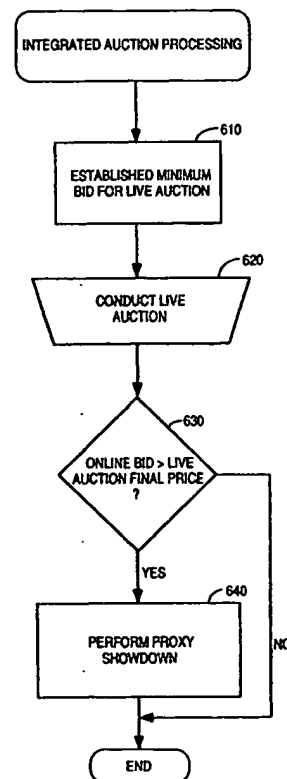 INTEGRATED AUCTION PROCESSING
610
ESTABLISHED MINIMUM
BID FOR LIVE AUCTION
620
CONDUCT LIVE
AUCTION
630
ONLINE BID > LIVE
AUCTION FINAL PRICE
?
YES
640
PERFORM PROXY
SHOWDOWN
NO
END